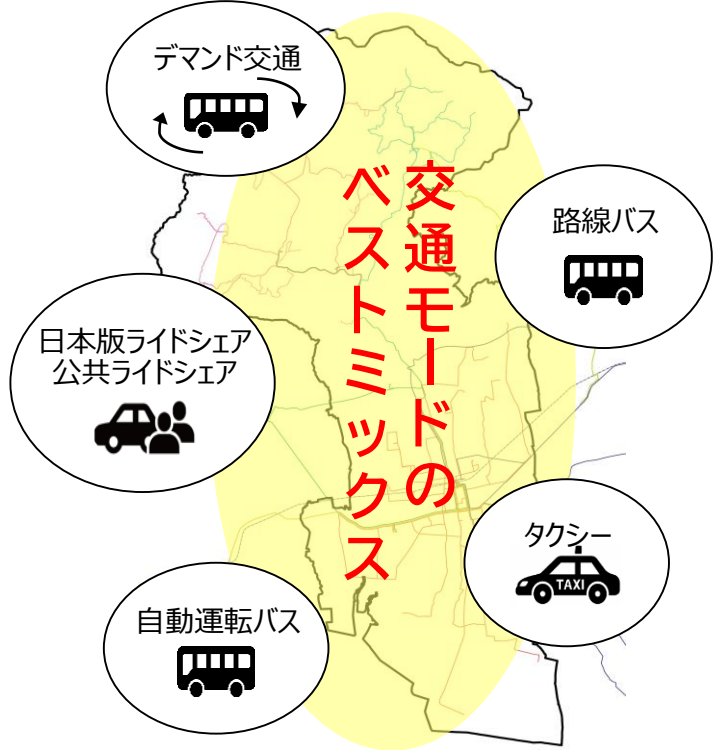 デマンド交通
交通モードの
ベストミックス
路線バス
日本版ライドシェア
公共ライドシェア
タクシー
TAXI
自動運転バス